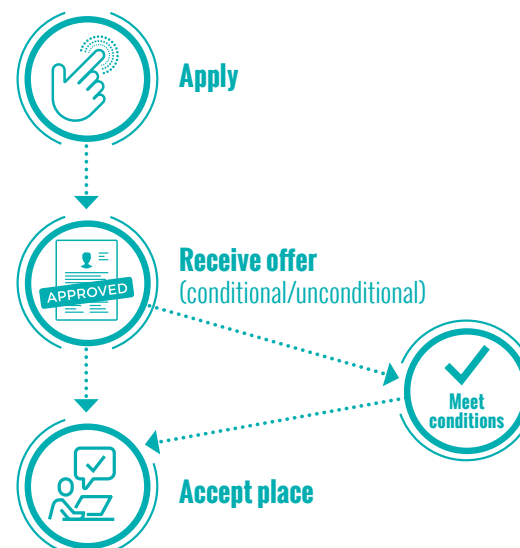 Apply
Receive offer
(conditional/unconditional)
APPROVED
Meet
conditions
Accept place